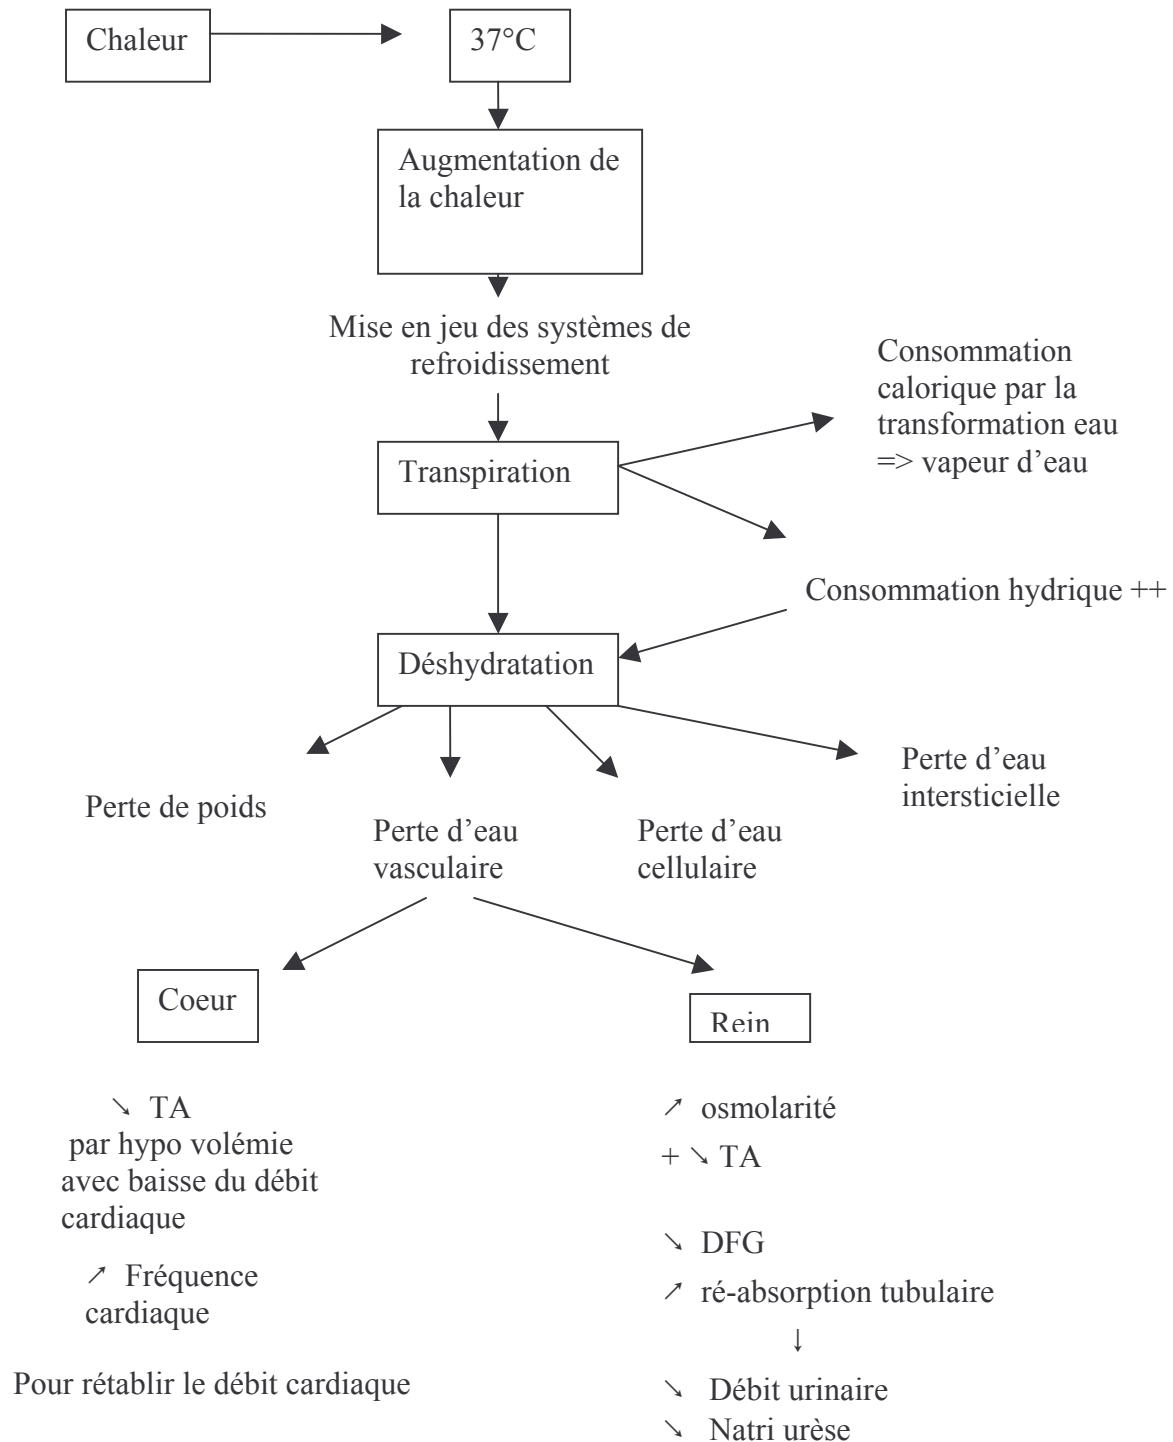 Chaleur
37°C
Augmentation de
la chaleur
Mise en jeu des systèmes de
refroidissement
Consommation
calorique par la
transformation eau
=> vapeur d’eau
Transpiration
Consommation hydrique ++
Déshydratation
Perte de poids
Perte d’eau
vasculaire
Perte d’eau
cellulaire
Perte d’eau
intersticielle
Coeur
Rein
↘ TA
par hypo volémie
avec baisse du débit
cardiaque
↗ Fréquence
cardiaque
Pour rétablir le débit cardiaque
↗ osmolarité
+ ↘ TA
↘ DFG
↗ ré-absorption tubulaire
↓
↘ Débit urinaire
↘ Natri urèse